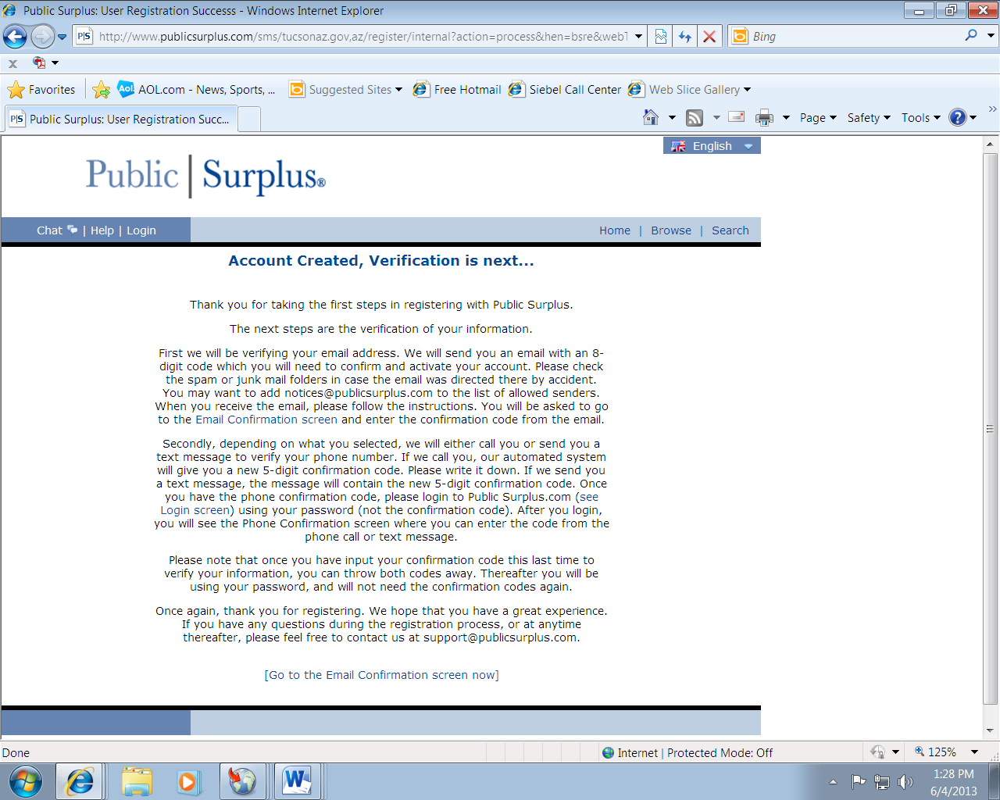 Public Surplus: User Registration Successs - Windows Internet Explorer
P|S http://www.publicsurplus.com/sms/tucsonaz.gov,az/register/internal?action=process&hen=bsre&web
Bing
x
Favorites Aol. AOL.com - News, Sports, ... Suggested Sites Free Hotmail Siebel Call Center Web Slice Gallery
P|S Public Surplus: User Registration Succ... Page Safety Tools
English
Public | Surplus®
Chat | Help | Login Home | Browse | Search
Account Created, Verification is next...
Thank you for taking the first steps in registering with Public Surplus.
The next steps are the verification of your information.
First we will be verifying your email address. We will send you an email with an 8-
digit code which you will need to confirm and activate your account. Please check
the spam or junk mail folders in case the email was directed there by accident.
You may want to add notices@publicsurplus.com to the list of allowed senders.
When you receive the email, please follow the instructions. You will be asked to go
to the Email Confirmation screen and enter the confirmation code from the email.
Secondly, depending on what you selected, we will either call you or send you a
text message to verify your phone number. If we call you, our automated system
will give you a new 5-digit confirmation code. Please write it down. If we send you
a text message, the message will contain the new 5-digit confirmation code. Once
you have the phone confirmation code, please login to Public Surplus.com (see
Login screen) using your password (not the confirmation code). After you login,
you will see the Phone Confirmation screen where you can enter the code from the
phone call or text message.
Please note that once you have input your confirmation code this last time to
verify your information, you can throw both codes away. Thereafter you will be
using your password, and will not need the confirmation codes again.
Once again, thank you for registering. We hope that you have a great experience.
If you have any questions during the registration process, or at anytime
thereafter, please feel free to contact us at support@publicsurplus.com.
[Go to the Email Confirmation screen now]
Done Internet | Protected Mode: Off 125%
1:28 PM
6/4/2013